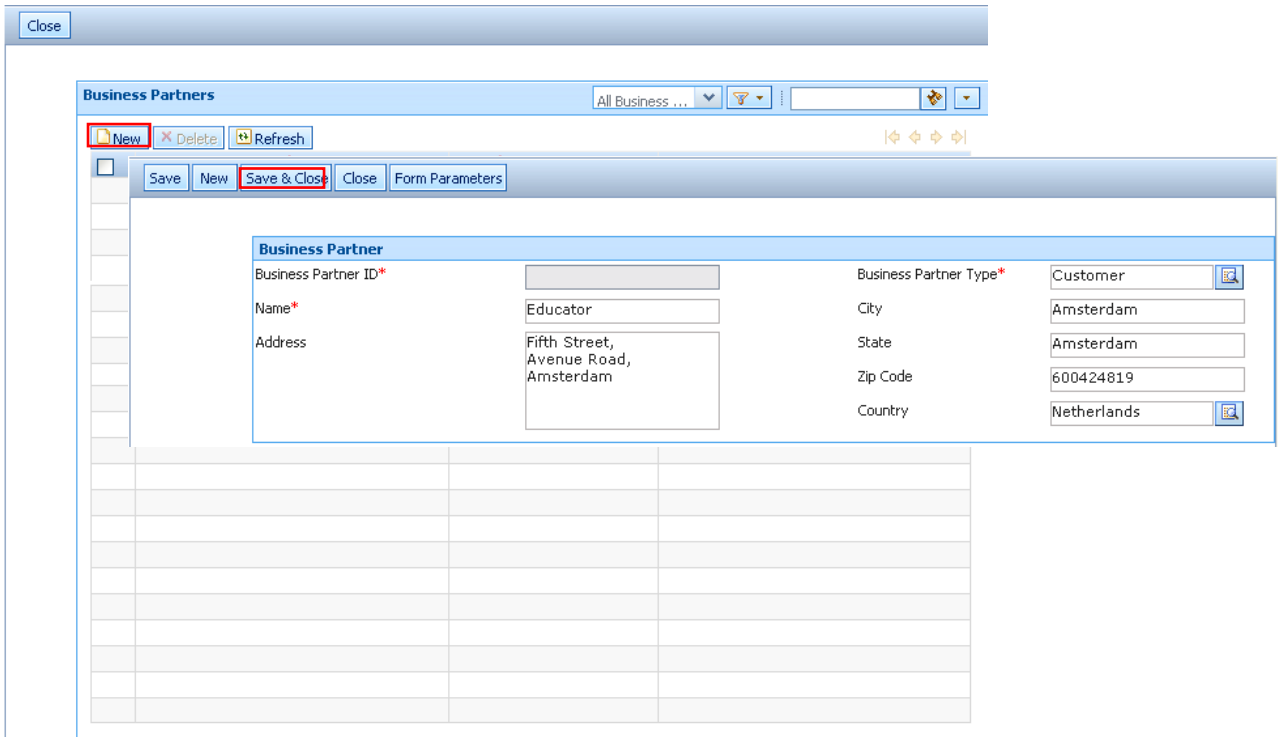 Close
Business Partners
All Business ...
New Delete Refresh
Save New Save & Close Close Form Parameters
Business Partner
Business Partner ID* Business Partner Type* Customer
Name* Educator City Amsterdam
Address Fifth Street, State Amsterdam
Avenue Road,
Amsterdam Zip Code 600424819
Country Netherlands